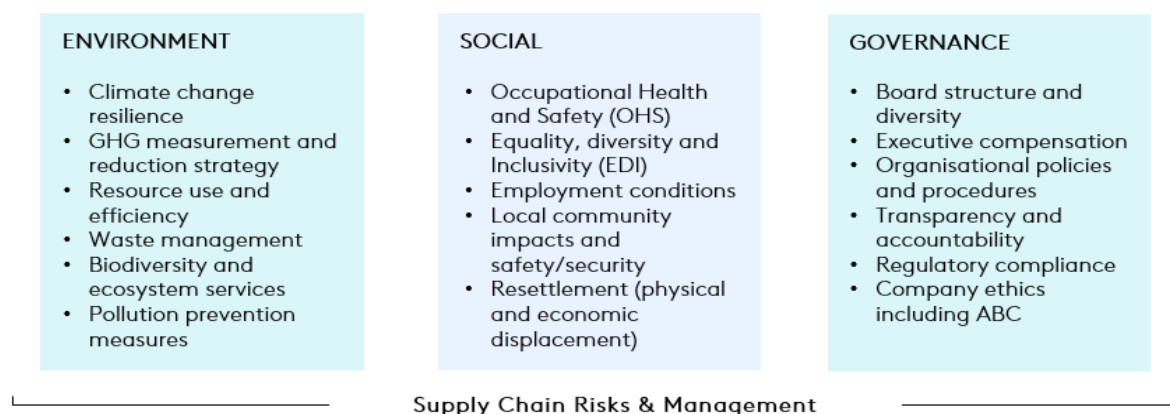 ENVIRONMENT
• Climate change
resilience
• GHG measurement and
reduction strategy
• Resource use and
efficiency
• Waste management
• Biodiversity and
ecosystem services
• Pollution prevention
measures
SOCIAL
• Occupational Health
and Safety (OHS)
• Equality, diversity and
Inclusivity (EDI)
• Employment conditions
• Local community
impacts and
safety/security
• Resettlement (physical
and economic
displacement)
GOVERNANCE
• Board structure and
diversity
• Executive compensation
• Organisational policies
and procedures
• Transparency and
accountability
• Regulatory compliance
• Company ethics
including ABC
Supply Chain Risks & Management